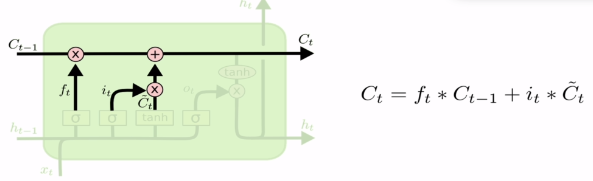 h_t
C_{t-1} × + C_t
tanh
f_t i_t × o_t ×
C̃_t
σ σ tanh σ
h_{t-1} h_t
x_t
C_t = f_t * C_{t-1} + i_t * C̃_t